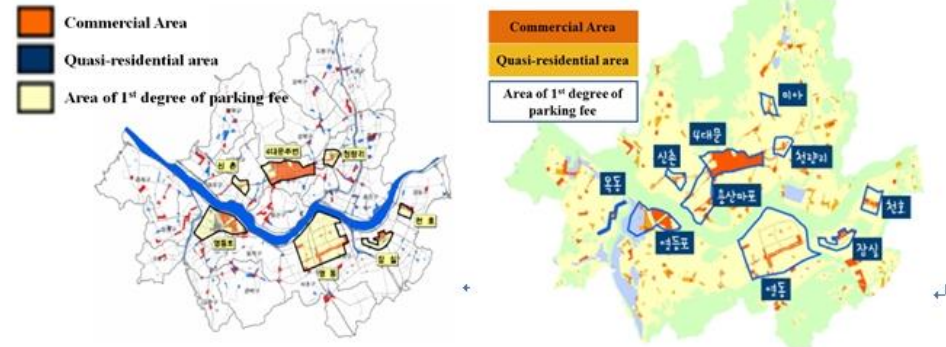 Commercial Area
Quasi-residential area
Area of 1st degree of parking fee
신 촌
4대문주변
청량리
영등포
영 동
잠 실
천 호
Commercial Area
Quasi-residential area
Area of 1st degree of
parking fee
미아
4대문
신촌
청량리
목동
용산마포
천호
영등포
잠실
영동